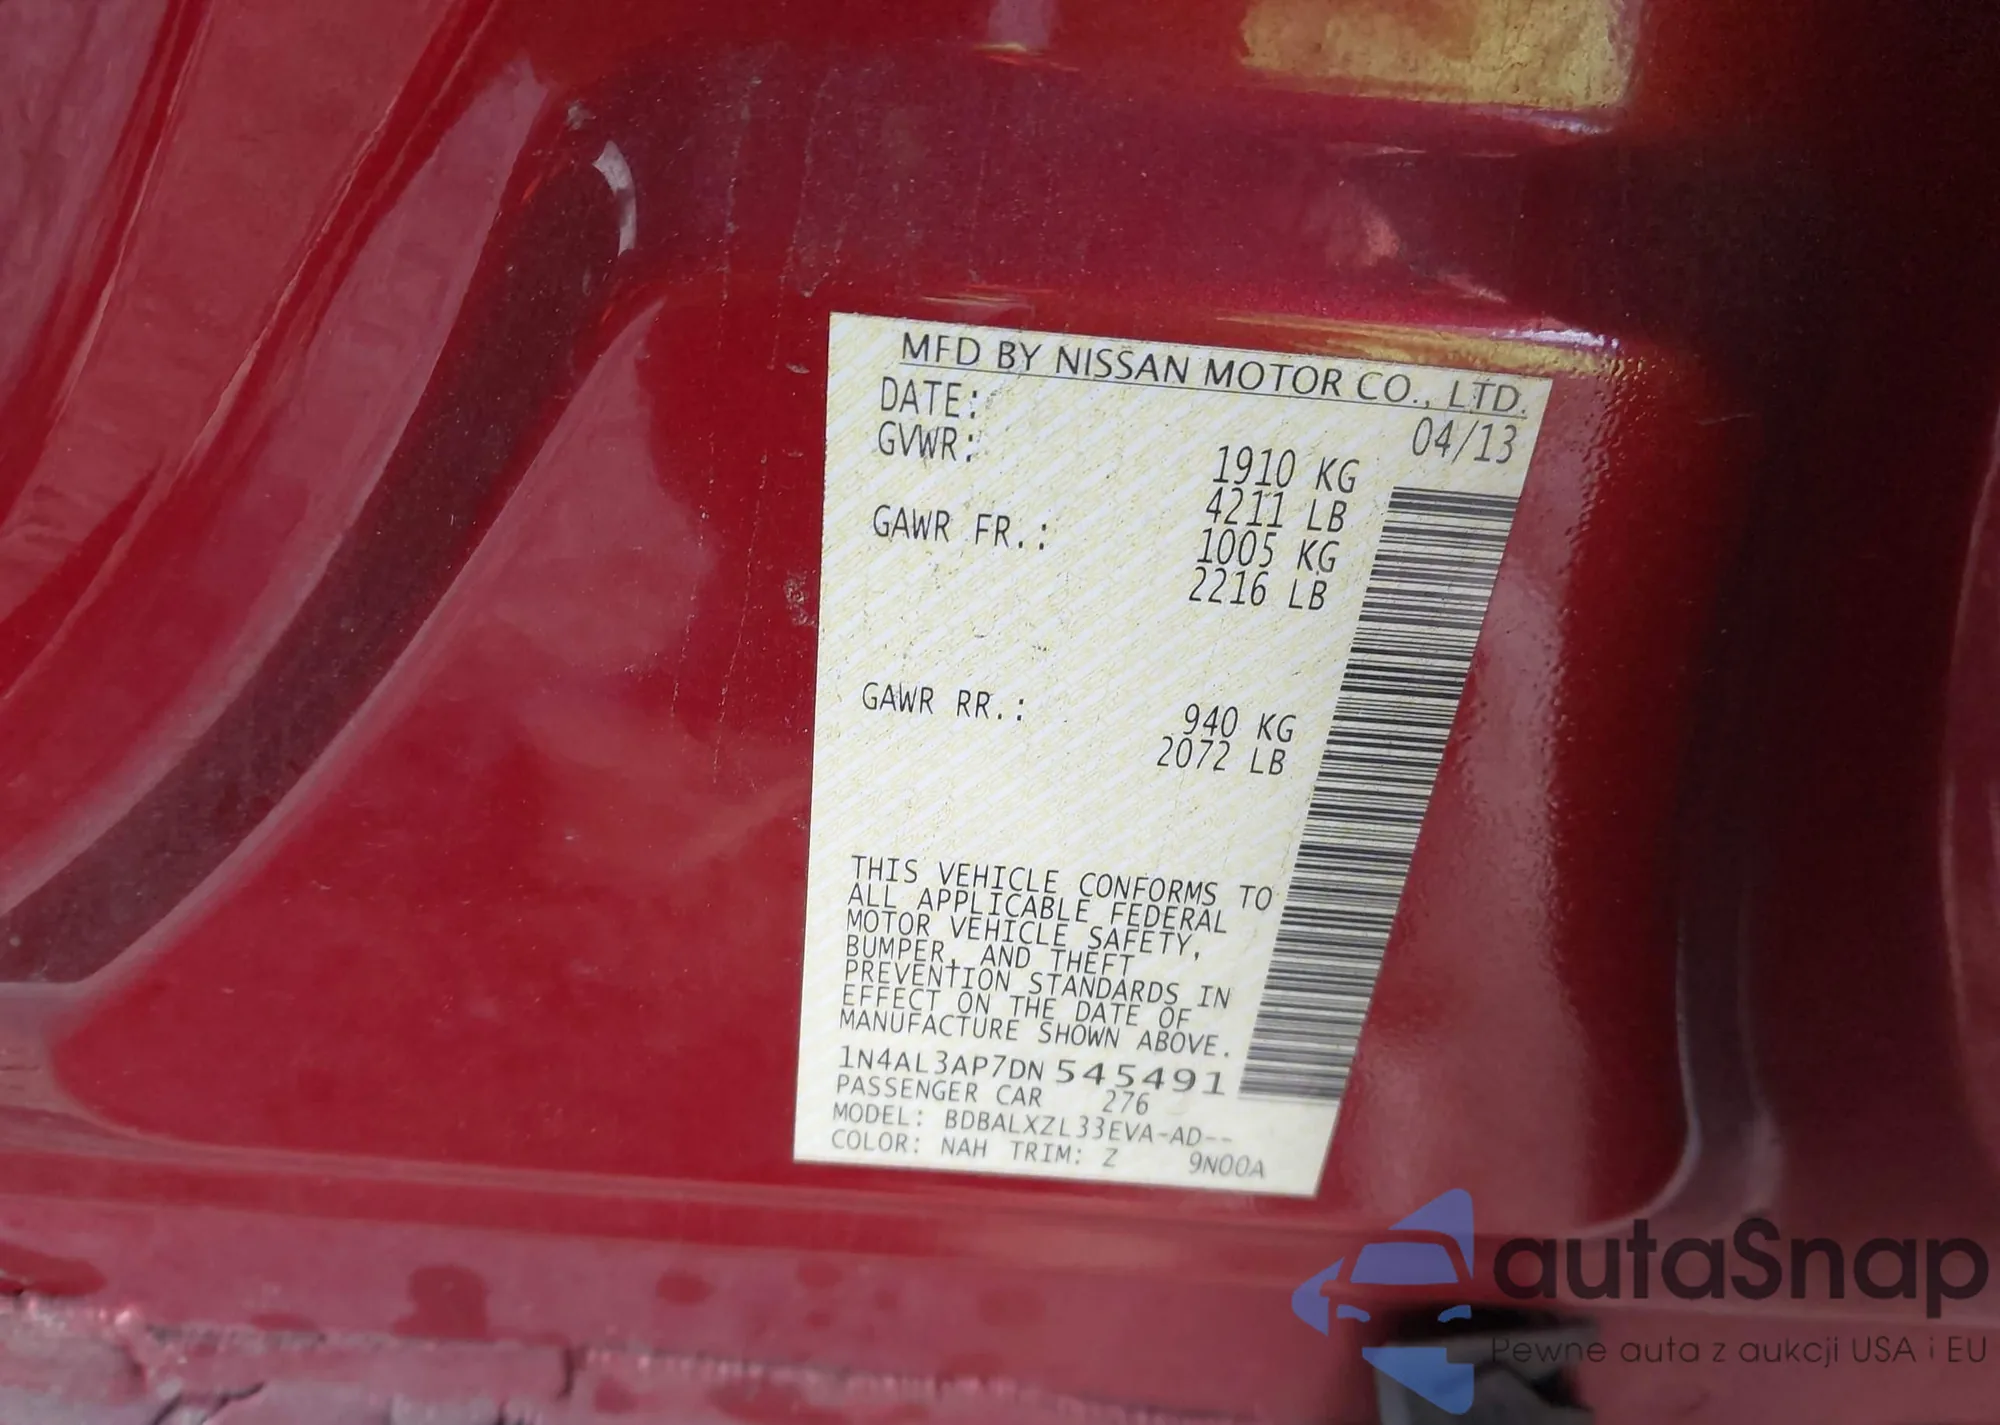 MFD BY NISSAN MOTOR CO., LTD.
DATE: 04/13
GVWR: 1910 KG
4211 LB
GAWR FR.: 1005 KG
2216 LB
GAWR RR.: 940 KG
2072 LB
THIS VEHICLE CONFORMS TO
ALL APPLICABLE FEDERAL
MOTOR VEHICLE SAFETY,
BUMPER, AND THEFT
PREVENTION STANDARDS IN
EFFECT ON THE DATE OF
MANUFACTURE SHOWN ABOVE.
1N4AL3AP7DN 545491
PASSENGER CAR 276
MODEL: BDBALXZL33EVA-AD--
COLOR: NAH TRIM: Z 9N00A
autaSnap
Pewne auta z aukcji USA i EU